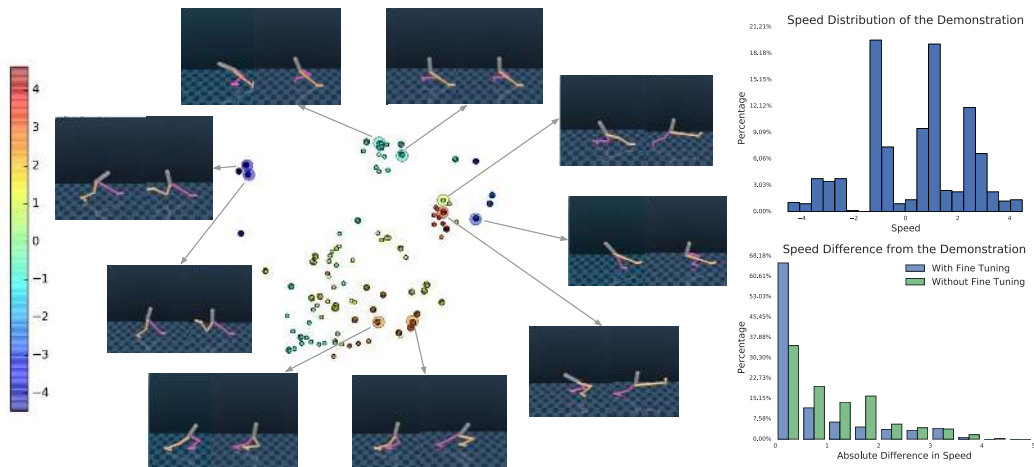 4
3
2
1
0
−1
−2
−3
−4
Speed Distribution of the Demonstration
21,21%
18,18%
15,15%
12,12%
9,09%
6,06%
3,03%
0,00%
Percentage
−4 −2 0 2 4
Speed
Speed Difference from the Demonstration
68,18%
60,61%
53,03%
45,45%
37,88%
30,30%
22,73%
15,15%
7,58%
0,00%
Percentage
With Fine Tuning
Without Fine Tuning
0 1 2 3 4 5
Absolute Difference in Speed